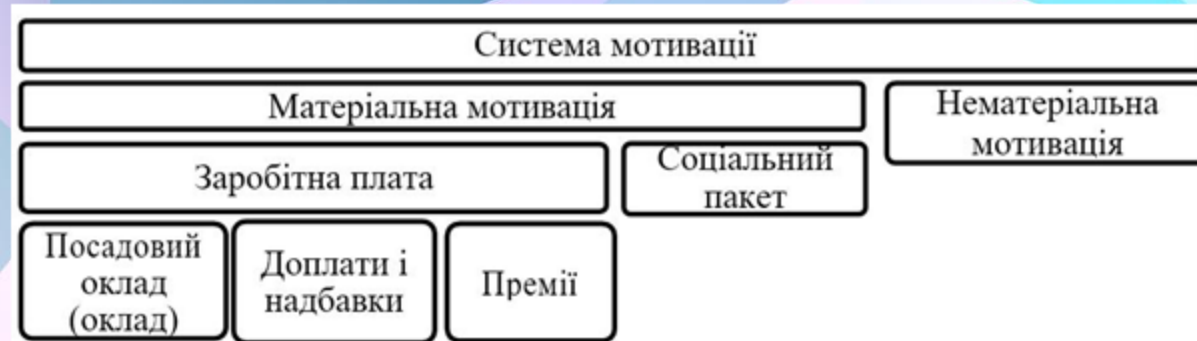 Система мотивації
Матеріальна мотивація
Нематеріальна
мотивація
Заробітна плата
Соціальний
пакет
Посадовий
оклад
(оклад)
Доплати і
надбавки
Премії